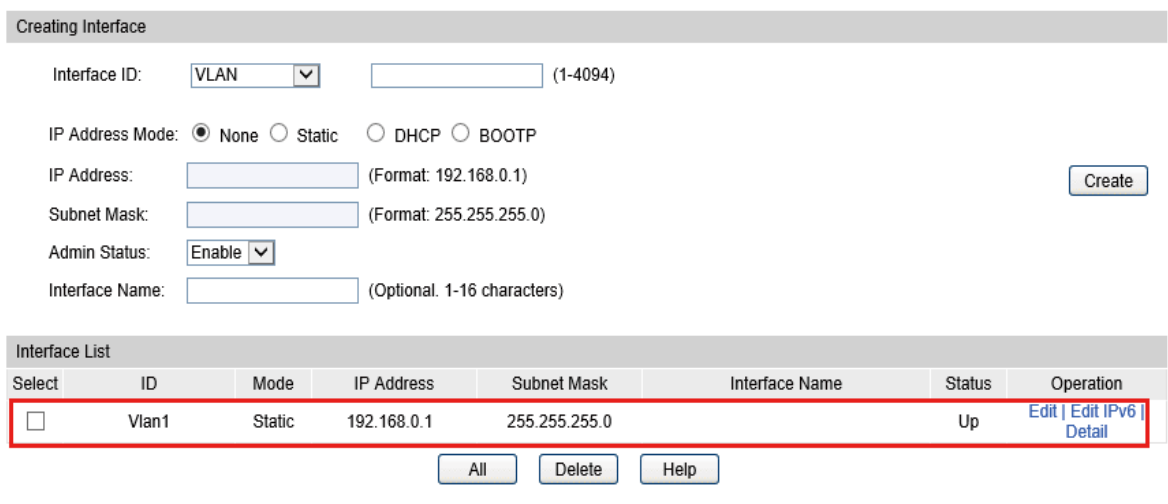 Creating Interface
Interface ID: VLAN (1-4094)
IP Address Mode: None Static DHCP BOOTP
IP Address: (Format: 192.168.0.1)
Create
Subnet Mask: (Format: 255.255.255.0)
Admin Status: Enable
Interface Name: (Optional. 1-16 characters)
Interface List
Select ID Mode IP Address Subnet Mask Interface Name Status Operation
Vlan1 Static 192.168.0.1 255.255.255.0 Up Edit | Edit IPv6 |
Detail
All Delete Help